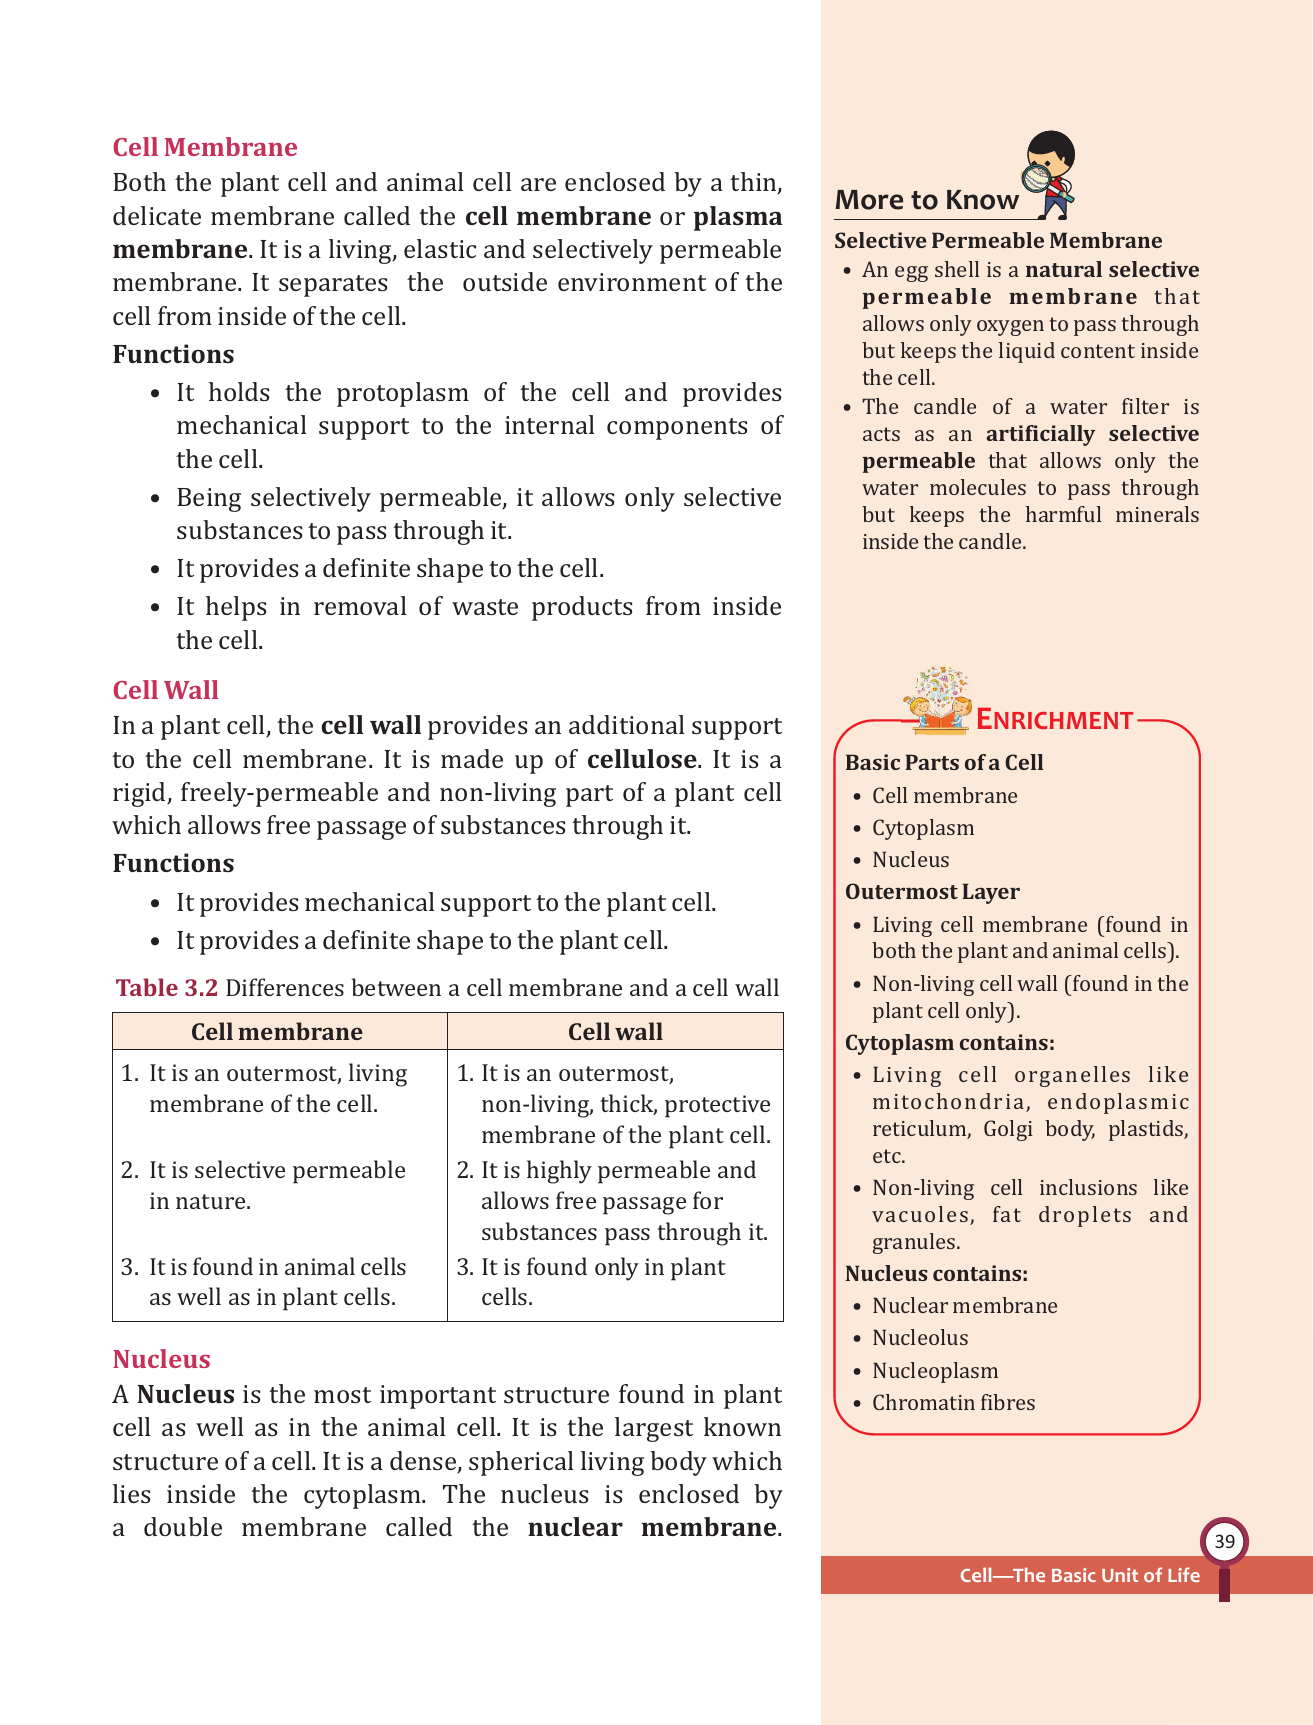 Cell Membrane
Both the plant cell and animal cell are enclosed by a thin,
delicate membrane called the cell membrane or plasma
membrane. It is a living, elastic and selectively permeable
membrane. It separates the outside environment of the
cell from inside of the cell.
Functions
• It holds the protoplasm of the cell and provides
mechanical support to the internal components of
the cell.
• Being selectively permeable, it allows only selective
substances to pass through it.
• It provides a definite shape to the cell.
• It helps in removal of waste products from inside
the cell.
Cell Wall
In a plant cell, the cell wall provides an additional support
to the cell membrane. It is made up of cellulose. It is a
rigid, freely-permeable and non-living part of a plant cell
which allows free passage of substances through it.
Functions
• It provides mechanical support to the plant cell.
• It provides a definite shape to the plant cell.
Table 3.2 Differences between a cell membrane and a cell wall
Cell membrane
Cell wall
1. It is an outermost, living
membrane of the cell.
1. It is an outermost,
non-living, thick, protective
membrane of the plant cell.
2. It is selective permeable
in nature.
2. It is highly permeable and
allows free passage for
substances pass through it.
3. It is found in animal cells
as well as in plant cells.
3. It is found only in plant
cells.
Nucleus
A Nucleus is the most important structure found in plant
cell as well as in the animal cell. It is the largest known
structure of a cell. It is a dense, spherical living body which
lies inside the cytoplasm. The nucleus is enclosed by
a double membrane called the nuclear membrane.
More to Know
Selective Permeable Membrane
• An egg shell is a natural selective
permeable membrane that
allows only oxygen to pass through
but keeps the liquid content inside
the cell.
• The candle of a water filter is
acts as an artificially selective
permeable that allows only the
water molecules to pass through
but keeps the harmful minerals
inside the candle.
ENRICHMENT
Basic Parts of a Cell
• Cell membrane
• Cytoplasm
• Nucleus
Outermost Layer
• Living cell membrane (found in
both the plant and animal cells).
• Non-living cell wall (found in the
plant cell only).
Cytoplasm contains:
• Living cell organelles like
mitochondria, endoplasmic
reticulum, Golgi body, plastids,
etc.
• Non-living cell inclusions like
vacuoles, fat droplets and
granules.
Nucleus contains:
• Nuclear membrane
• Nucleolus
• Nucleoplasm
• Chromatin fibres
39
Cell—The Basic Unit of Life